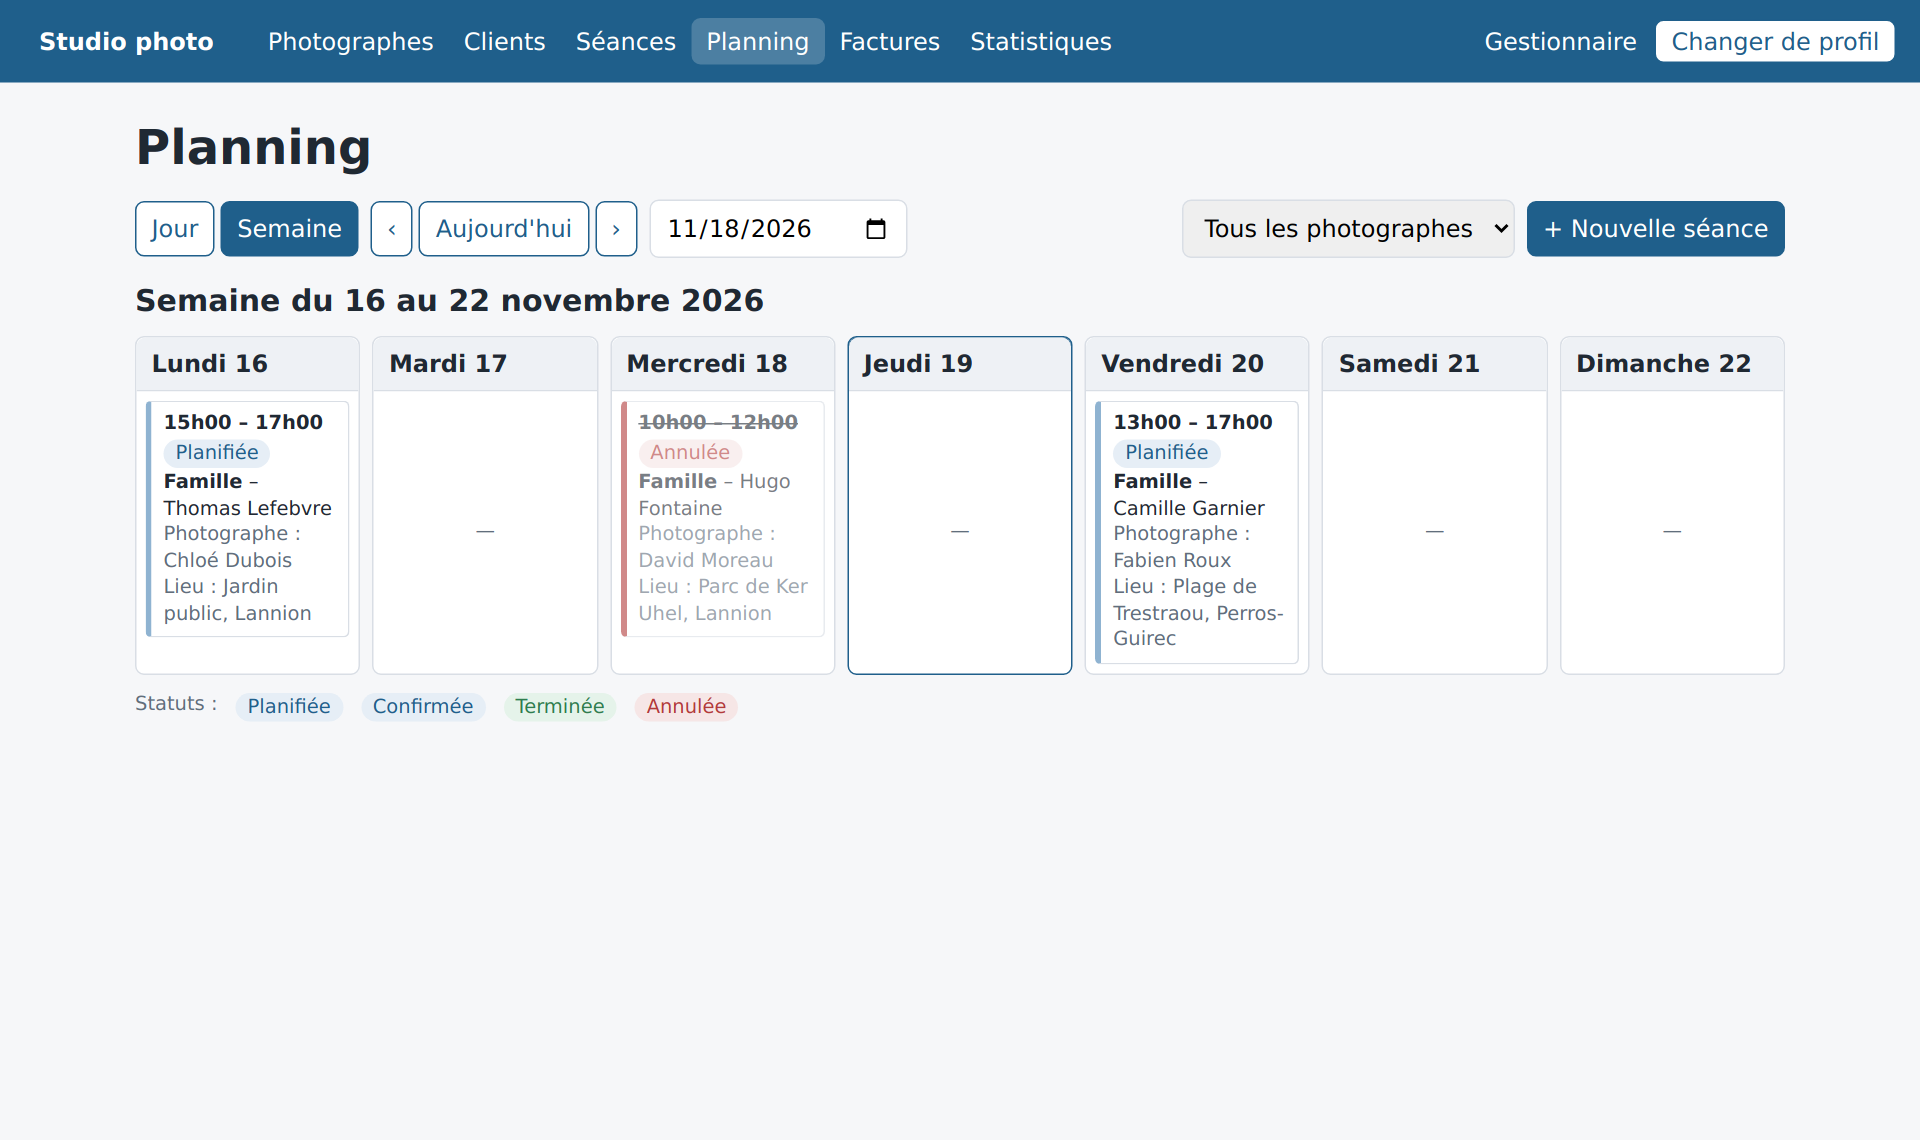 Studio photo Photographes Clients Séances Planning Factures Statistiques Gestionnaire Changer de profil
Planning
Jour Semaine ‹ Aujourd'hui › 11/18/2026 Tous les photographes + Nouvelle séance
Semaine du 16 au 22 novembre 2026
Lundi 16
15h00 – 17h00
Planifiée
Famille –
Thomas Lefebvre
Photographe :
Chloé Dubois
Lieu : Jardin
public, Lannion
Mardi 17
—
Mercredi 18
10h00 – 12h00
Annulée
Famille – Hugo
Fontaine
Photographe :
David Moreau
Lieu : Parc de Ker
Uhel, Lannion
Jeudi 19
—
Vendredi 20
13h00 – 17h00
Planifiée
Famille –
Camille Garnier
Photographe :
Fabien Roux
Lieu : Plage de
Trestraou, Perros-
Guirec
Samedi 21
—
Dimanche 22
—
Statuts : Planifiée Confirmée Terminée Annulée